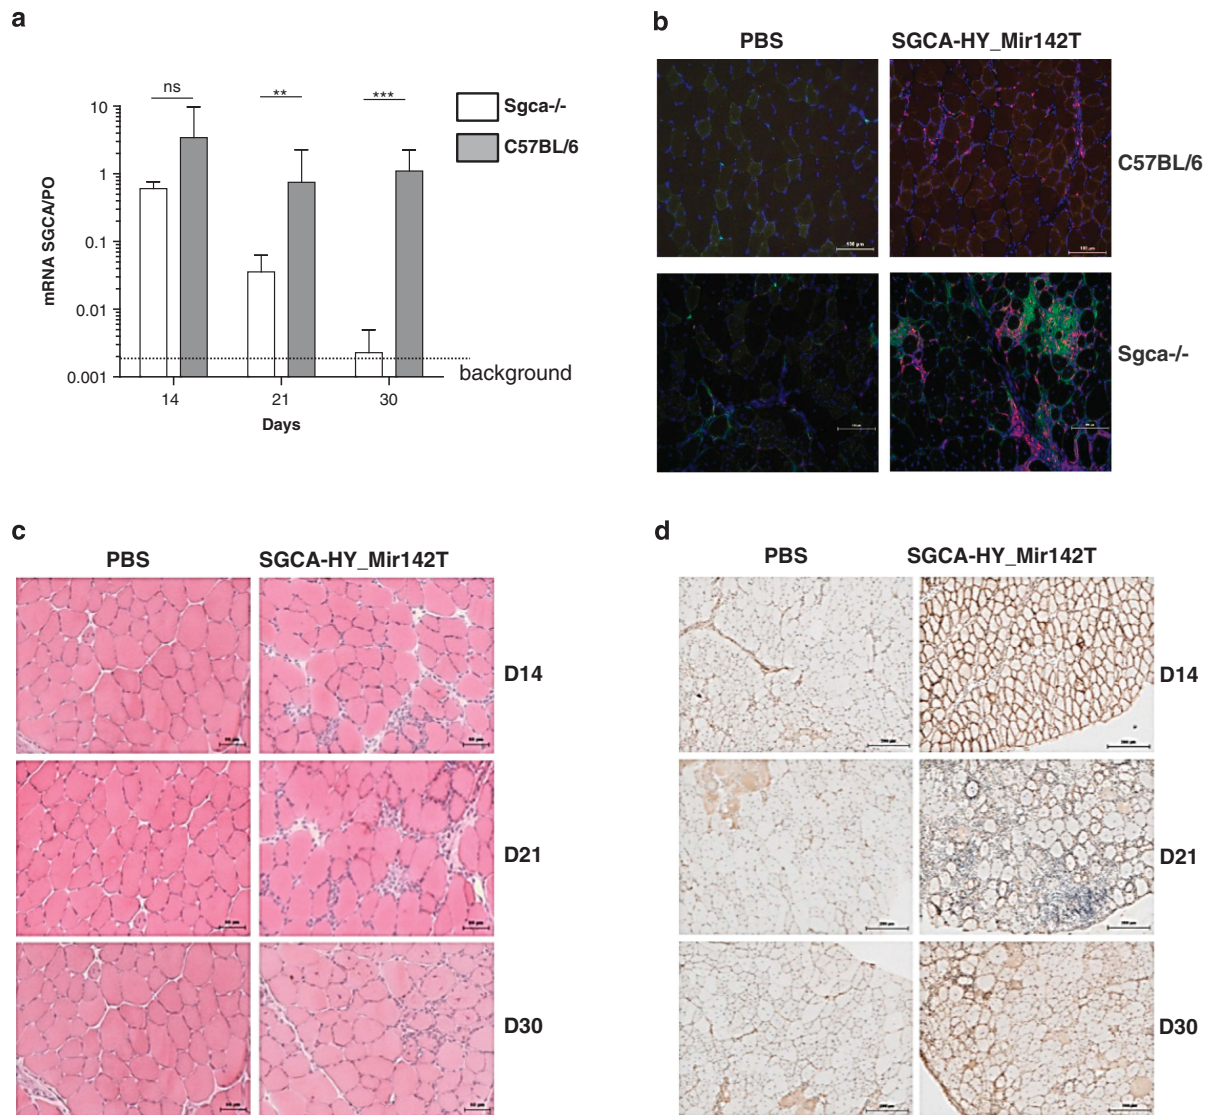 a
ns
**
***
Sgca-/-
C57BL/6
mRNA SGCA/PO
10
1
0.1
0.01
0.001
background
14
21
30
Days
b
PBS
SGCA-HY_Mir142T
C57BL/6
Sgca-/-
100 µm
c
PBS
SGCA-HY_Mir142T
D14
D21
D30
d
PBS
SGCA-HY_Mir142T
D14
D21
D30